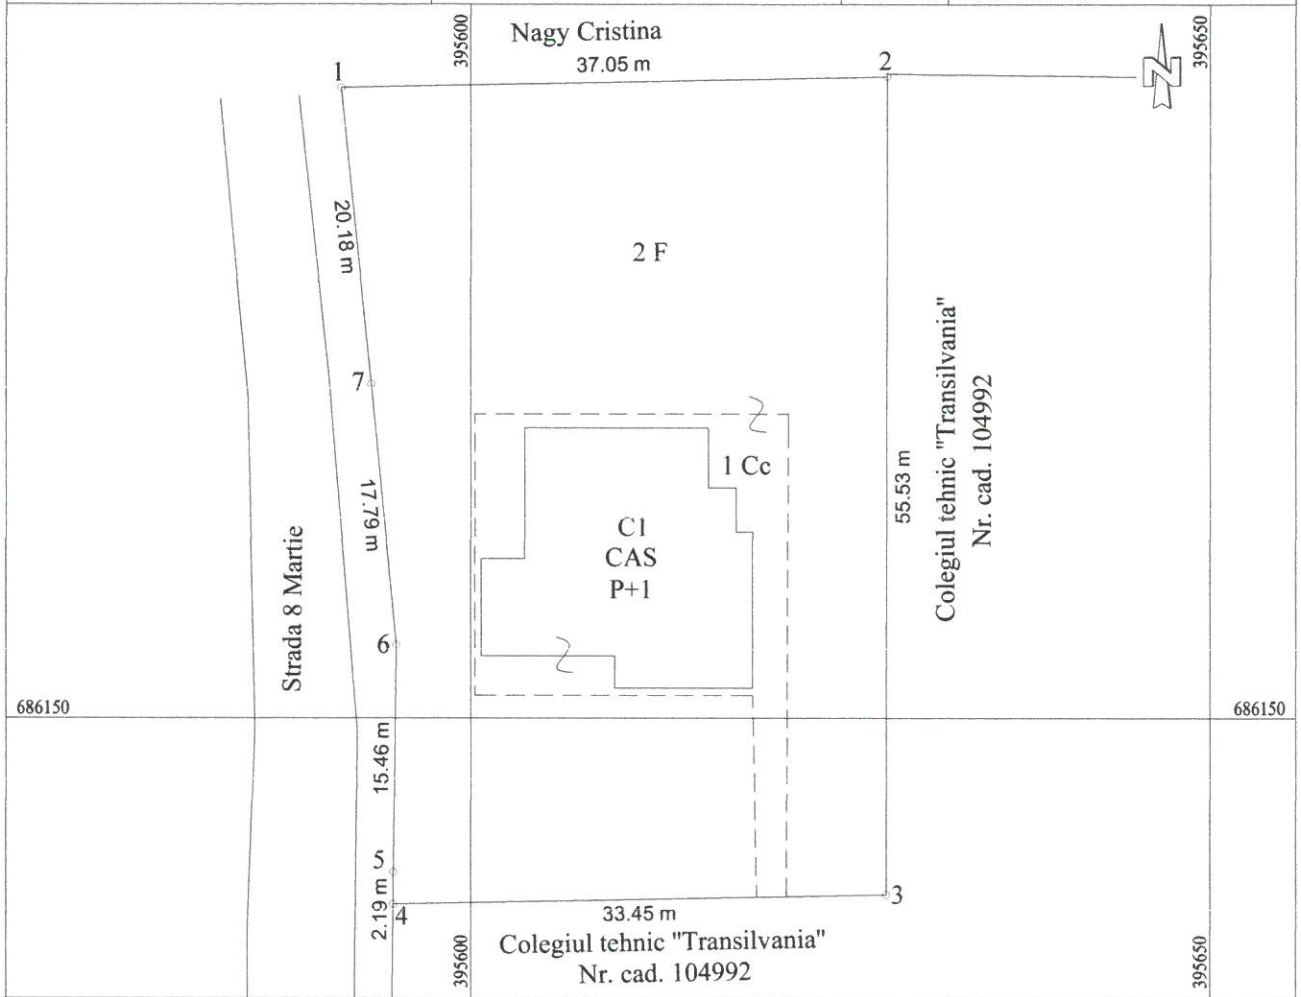 395600
Nagy Cristina
395650
37.05 m
1
2
N
20.18 m
2 F
7
Colegiul tehnic "Transilvania"
Nr. cad. 104992
1 Cc
55.53 m
17.79 m
C1
CAS
P+1
Strada 8 Martie
6
686150
686150
15.46 m
5
2.19 m
4
3
33.45 m
395600
Colegiul tehnic "Transilvania"
Nr. cad. 104992
395650